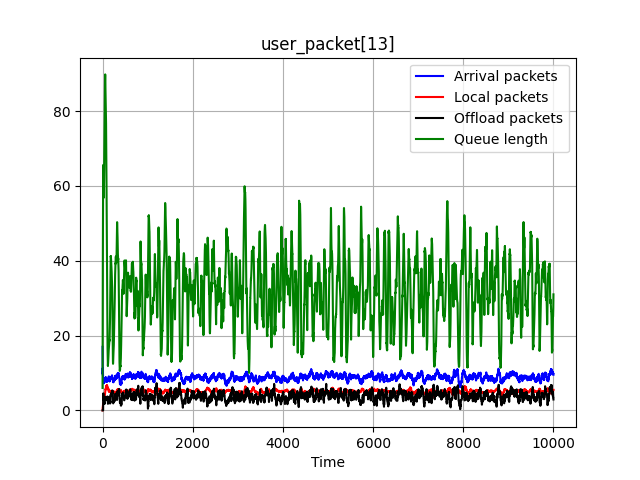 user_packet[13]
Arrival packets
Local packets
Offload packets
Queue length
80
60
40
20
0
0 2000 4000 6000 8000 10000
Time